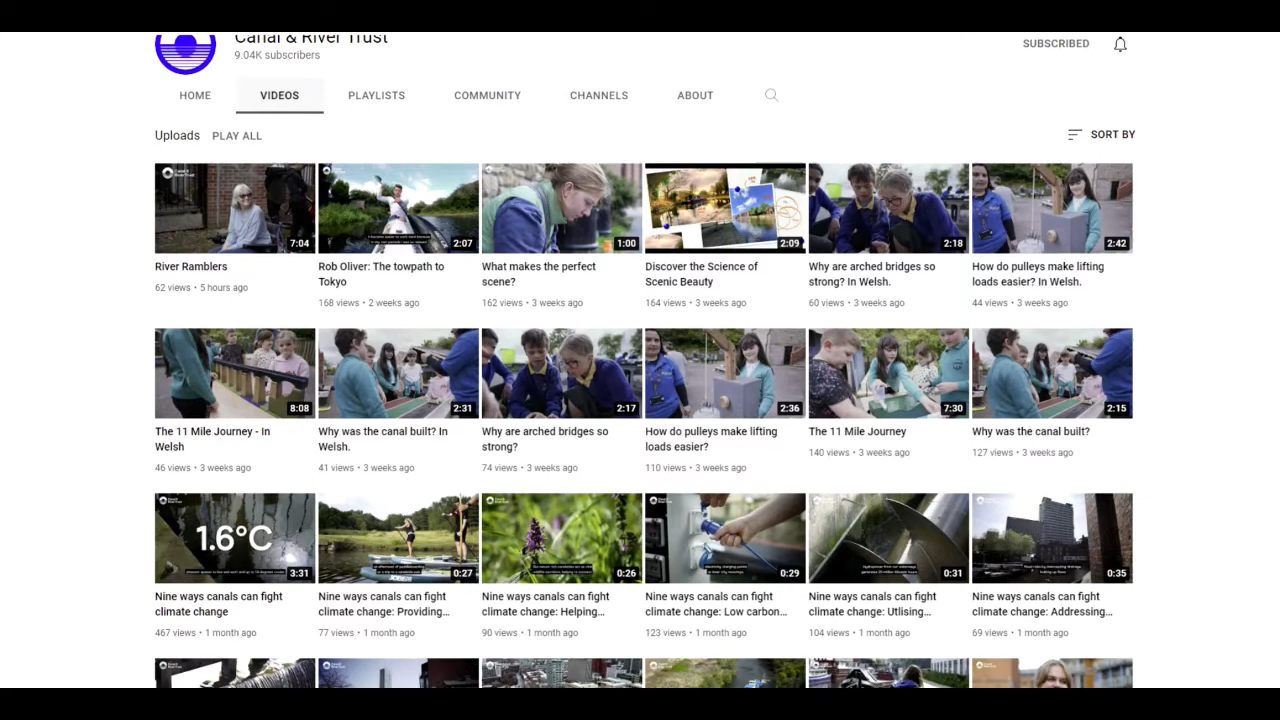 Canal & River Trust
9.04K subscribers
SUBSCRIBED
HOME VIDEOS PLAYLISTS COMMUNITY CHANNELS ABOUT
Uploads PLAY ALL
SORT BY
7:04
2:07
1:00
2:09
2:18
2:42
River Ramblers
62 views • 5 hours ago
Rob Oliver: The towpath to
Tokyo
168 views • 2 weeks ago
What makes the perfect
scene?
162 views • 3 weeks ago
Discover the Science of
Scenic Beauty
164 views • 3 weeks ago
Why are arched bridges so
strong? In Welsh.
60 views • 3 weeks ago
How do pulleys make lifting
loads easier? In Welsh.
44 views • 3 weeks ago
8:08
2:31
2:17
2:36
7:30
2:15
The 11 Mile Journey - In
Welsh
46 views • 3 weeks ago
Why was the canal built? In
Welsh.
41 views • 3 weeks ago
Why are arched bridges so
strong?
74 views • 3 weeks ago
How do pulleys make lifting
loads easier?
110 views • 3 weeks ago
The 11 Mile Journey
140 views • 3 weeks ago
Why was the canal built?
127 views • 3 weeks ago
1.6°C
3:31
0:27
0:26
0:29
0:31
0:35
Nine ways canals can fight
climate change
467 views • 1 month ago
Nine ways canals can fight
climate change: Providing...
77 views • 1 month ago
Nine ways canals can fight
climate change: Helping...
90 views • 1 month ago
Nine ways canals can fight
climate change: Low carbon...
123 views • 1 month ago
Nine ways canals can fight
climate change: Utlising...
104 views • 1 month ago
Nine ways canals can fight
climate change: Addressing...
69 views • 1 month ago